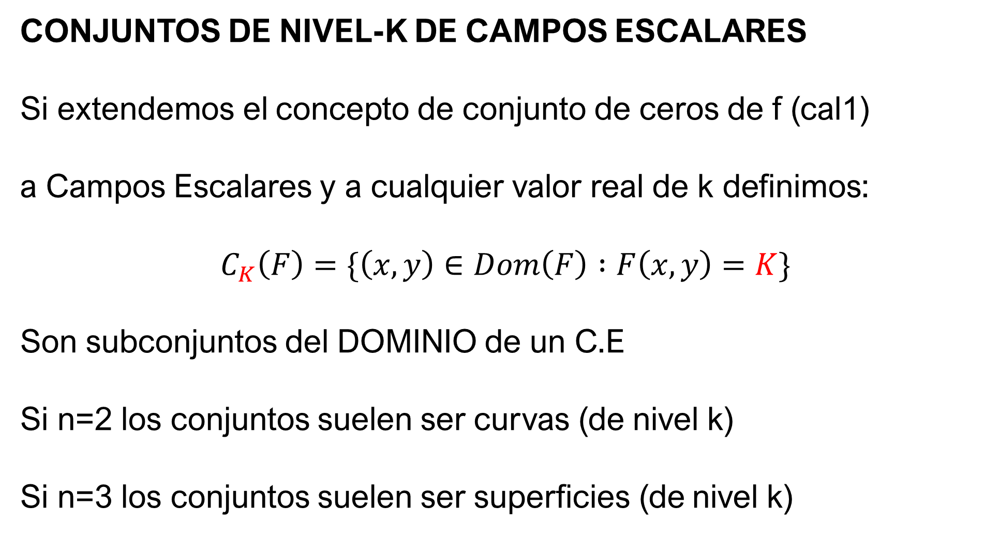 CONJUNTOS DE NIVEL-K DE CAMPOS ESCALARES
Si extendemos el concepto de conjunto de ceros de f (cal1)
a Campos Escalares y a cualquier valor real de k definimos:
C_K(F) = {(x, y) ∈ Dom(F) : F(x, y) = K}
Son subconjuntos del DOMINIO de un C.E
Si n=2 los conjuntos suelen ser curvas (de nivel k)
Si n=3 los conjuntos suelen ser superficies (de nivel k)